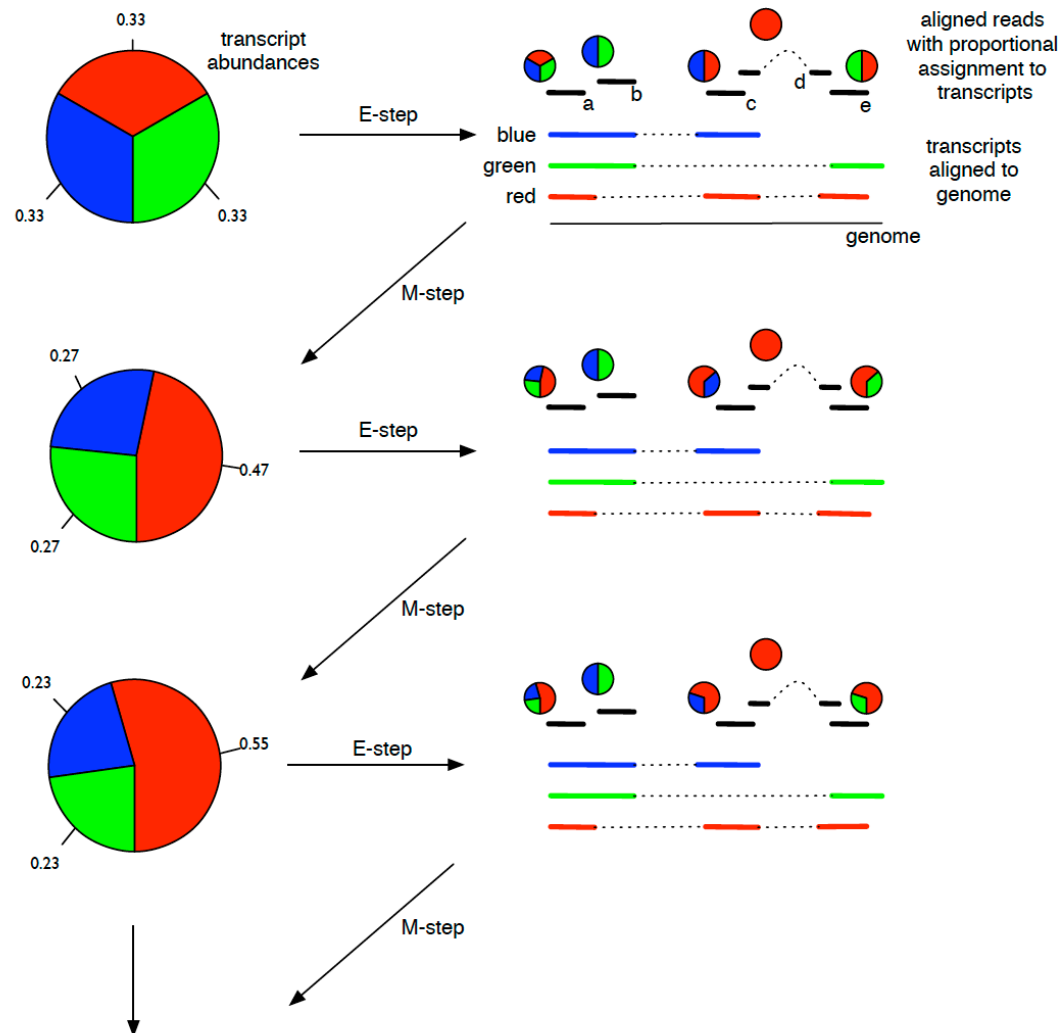 0.33
transcript
abundances
0.33
0.33
E-step
aligned reads
with proportional
assignment to
transcripts
a
b
c
d
e
blue
green
red
transcripts
aligned to
genome
genome
M-step
0.27
0.47
0.27
E-step
M-step
0.23
0.55
0.23
E-step
M-step